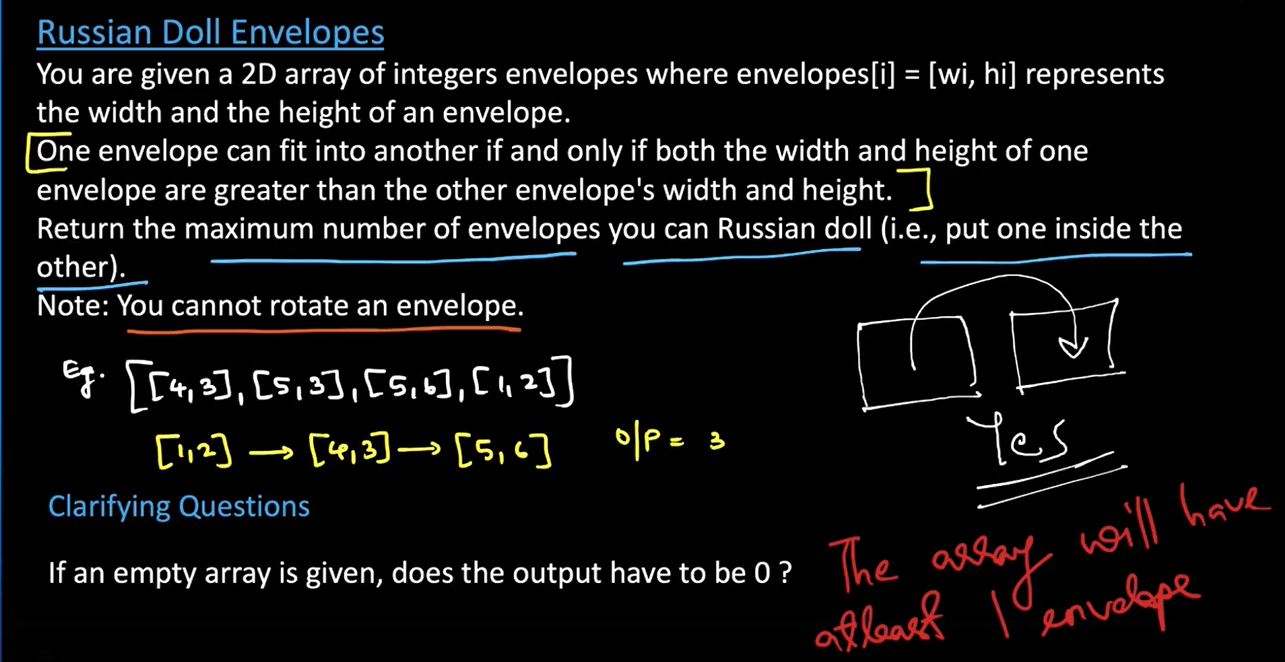 Russian Doll Envelopes
You are given a 2D array of integers envelopes where envelopes[i] = [wi, hi] represents
the width and the height of an envelope.
One envelope can fit into another if and only if both the width and height of one
envelope are greater than the other envelope's width and height.
Return the maximum number of envelopes you can Russian doll (i.e., put one inside the
other).
Note: You cannot rotate an envelope.
Eg. [[4,3], [5,3], [5,6], [1,2]]
[1,2] → [4,3] → [5,6] O/P = 3
Yes
Clarifying Questions
If an empty array is given, does the output have to be 0 ?
The array will have
atleast 1 envelope